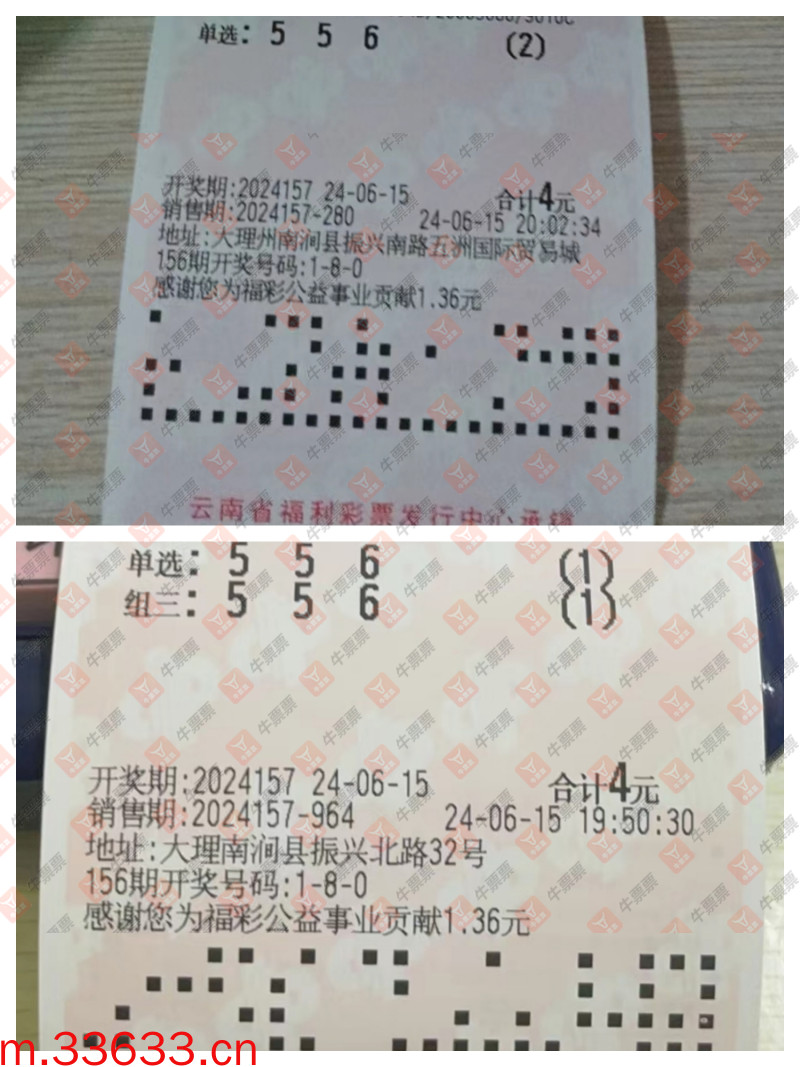 单选: 5 5 6 (2)
开奖期:2024157 24-06-15 合计4元
销售期:2024157-280 24-06-15 20:02:34
地址:大理州南涧县振兴南路五洲国际贸易城
156期开奖号码:1-8-0
感谢您为福彩公益事业贡献1.36元
云南省福利彩票发行中心承销
单选: 5 5 6 (1)
组三: 5 5 6 (1)
开奖期:2024157 24-06-15 合计4元
销售期:2024157-964 24-06-15 19:50:30
地址:大理南涧县振兴北路32号
156期开奖号码:1-8-0
感谢您为福彩公益事业贡献1.36元
m.33633.cn
牛票票